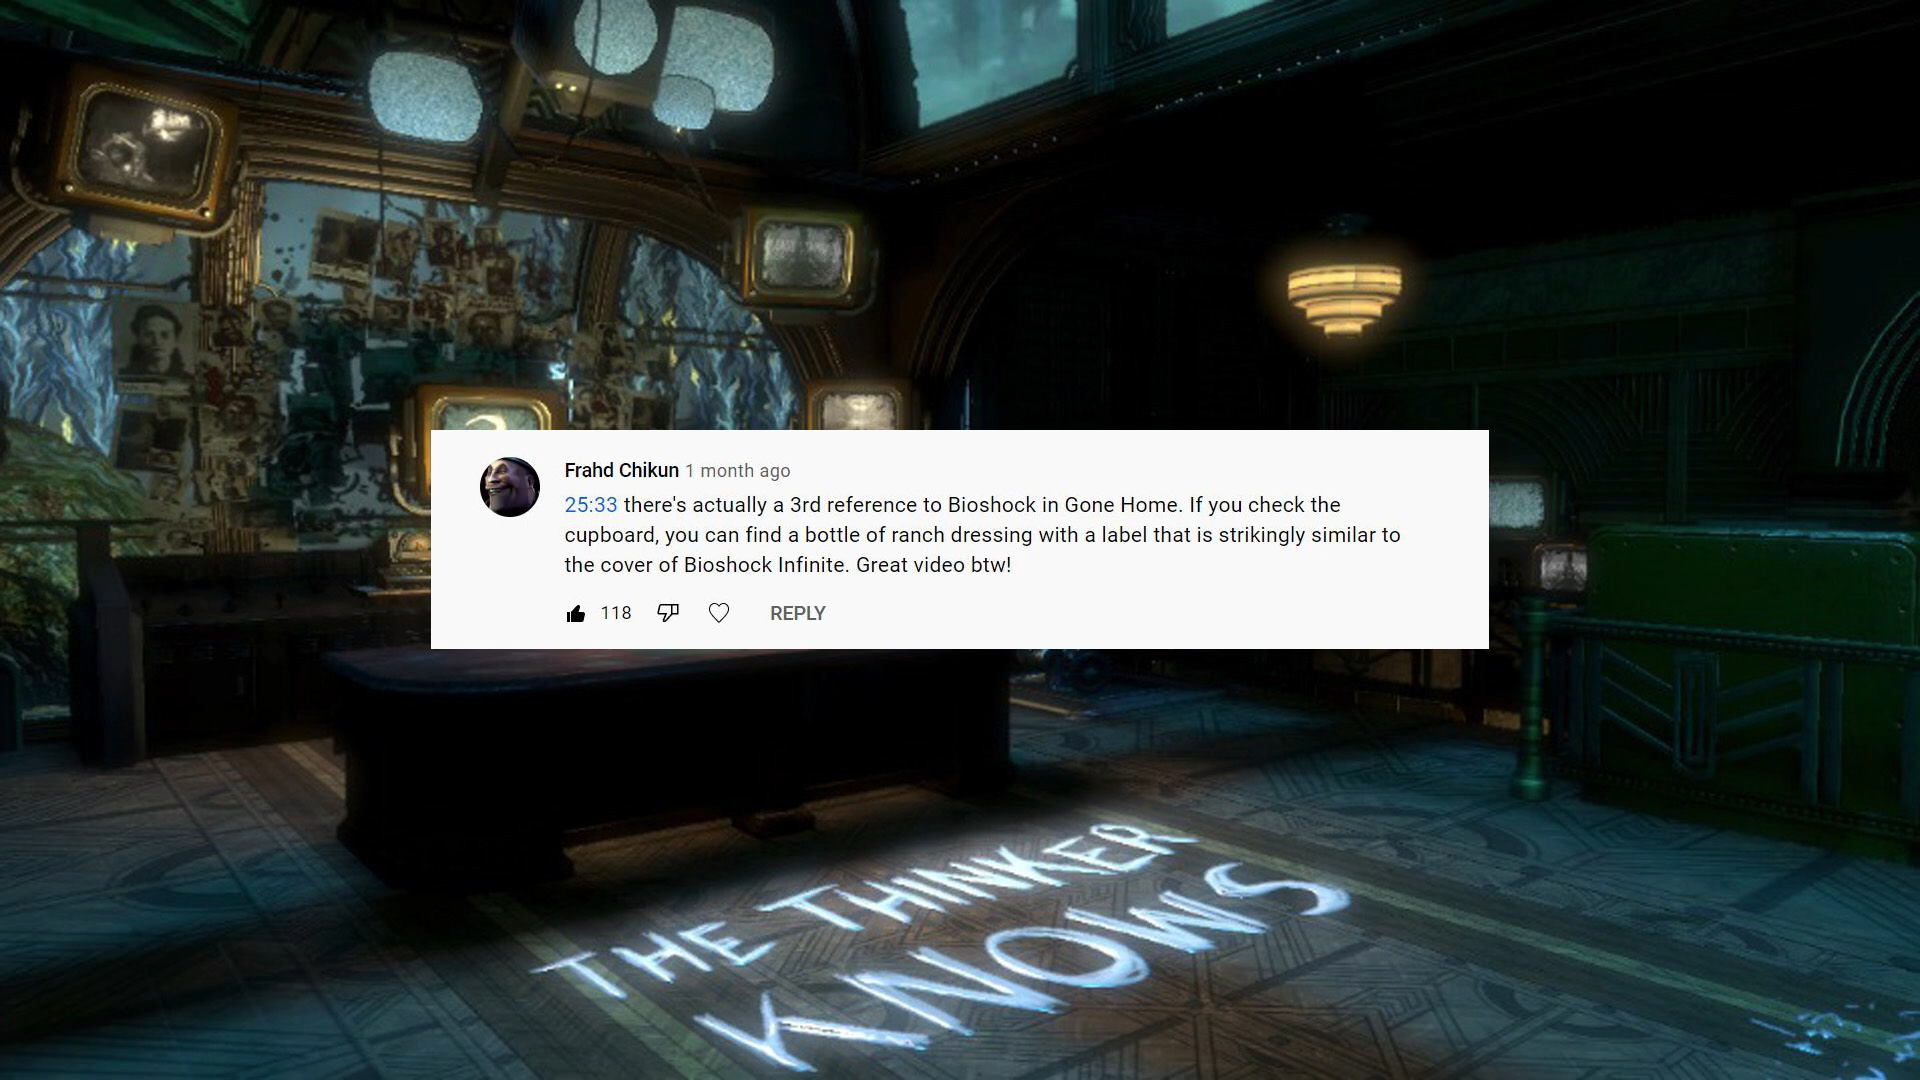 Frahd Chikun 1 month ago
25:33 there's actually a 3rd reference to Bioshock in Gone Home. If you check the
cupboard, you can find a bottle of ranch dressing with a label that is strikingly similar to
the cover of Bioshock Infinite. Great video btw!
118 REPLY
THE THINKER
KNOWS